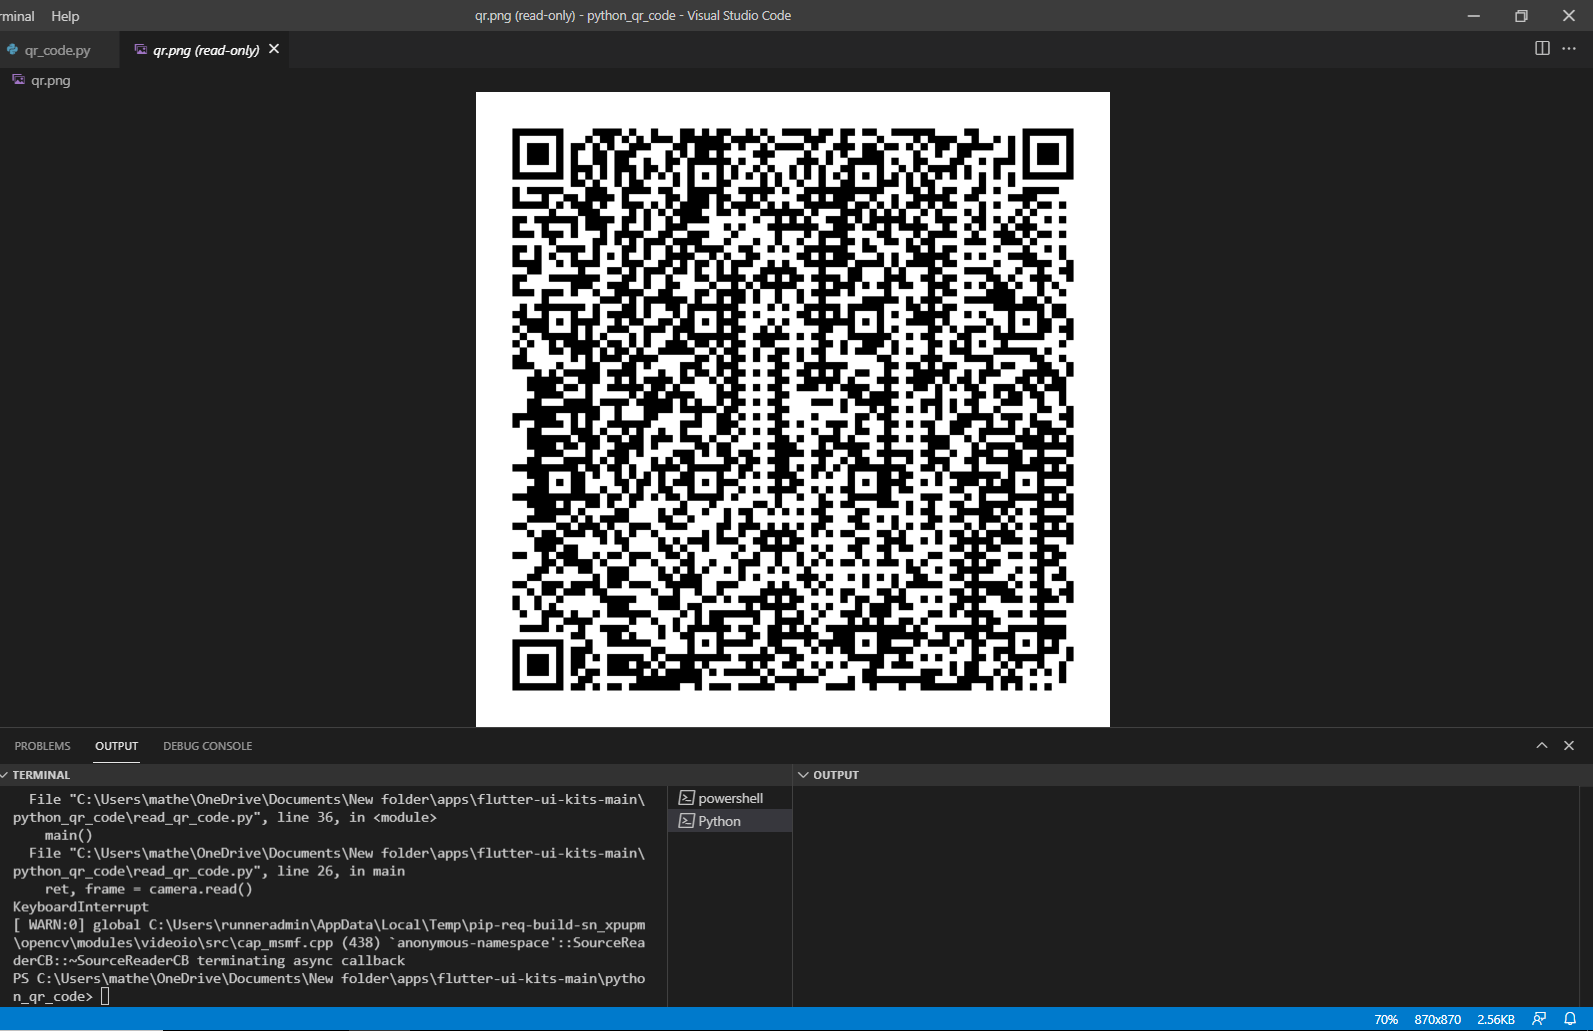 rminal Help
qr.png (read-only) - python_qr_code - Visual Studio Code
qr_code.py
qr.png (read-only)
qr.png
PROBLEMS OUTPUT DEBUG CONSOLE
TERMINAL
File "C:\Users\mathe\OneDrive\Documents\New folder\apps\flutter-ui-kits-main\
python_qr_code\read_qr_code.py", line 36, in <module>
main()
File "C:\Users\mathe\OneDrive\Documents\New folder\apps\flutter-ui-kits-main\
python_qr_code\read_qr_code.py", line 26, in main
ret, frame = camera.read()
KeyboardInterrupt
[ WARN:0] global C:\Users\runneradmin\AppData\Local\Temp\pip-req-build-sn_xpupm
\opencv\modules\videoio\src\cap_msmf.cpp (438) `anonymous-namespace'::SourceRea
derCB::~SourceReaderCB terminating async callback
PS C:\Users\mathe\OneDrive\Documents\New folder\apps\flutter-ui-kits-main\pytho
n_qr_code>
powershell
Python
OUTPUT
70% 870x870 2.56KB